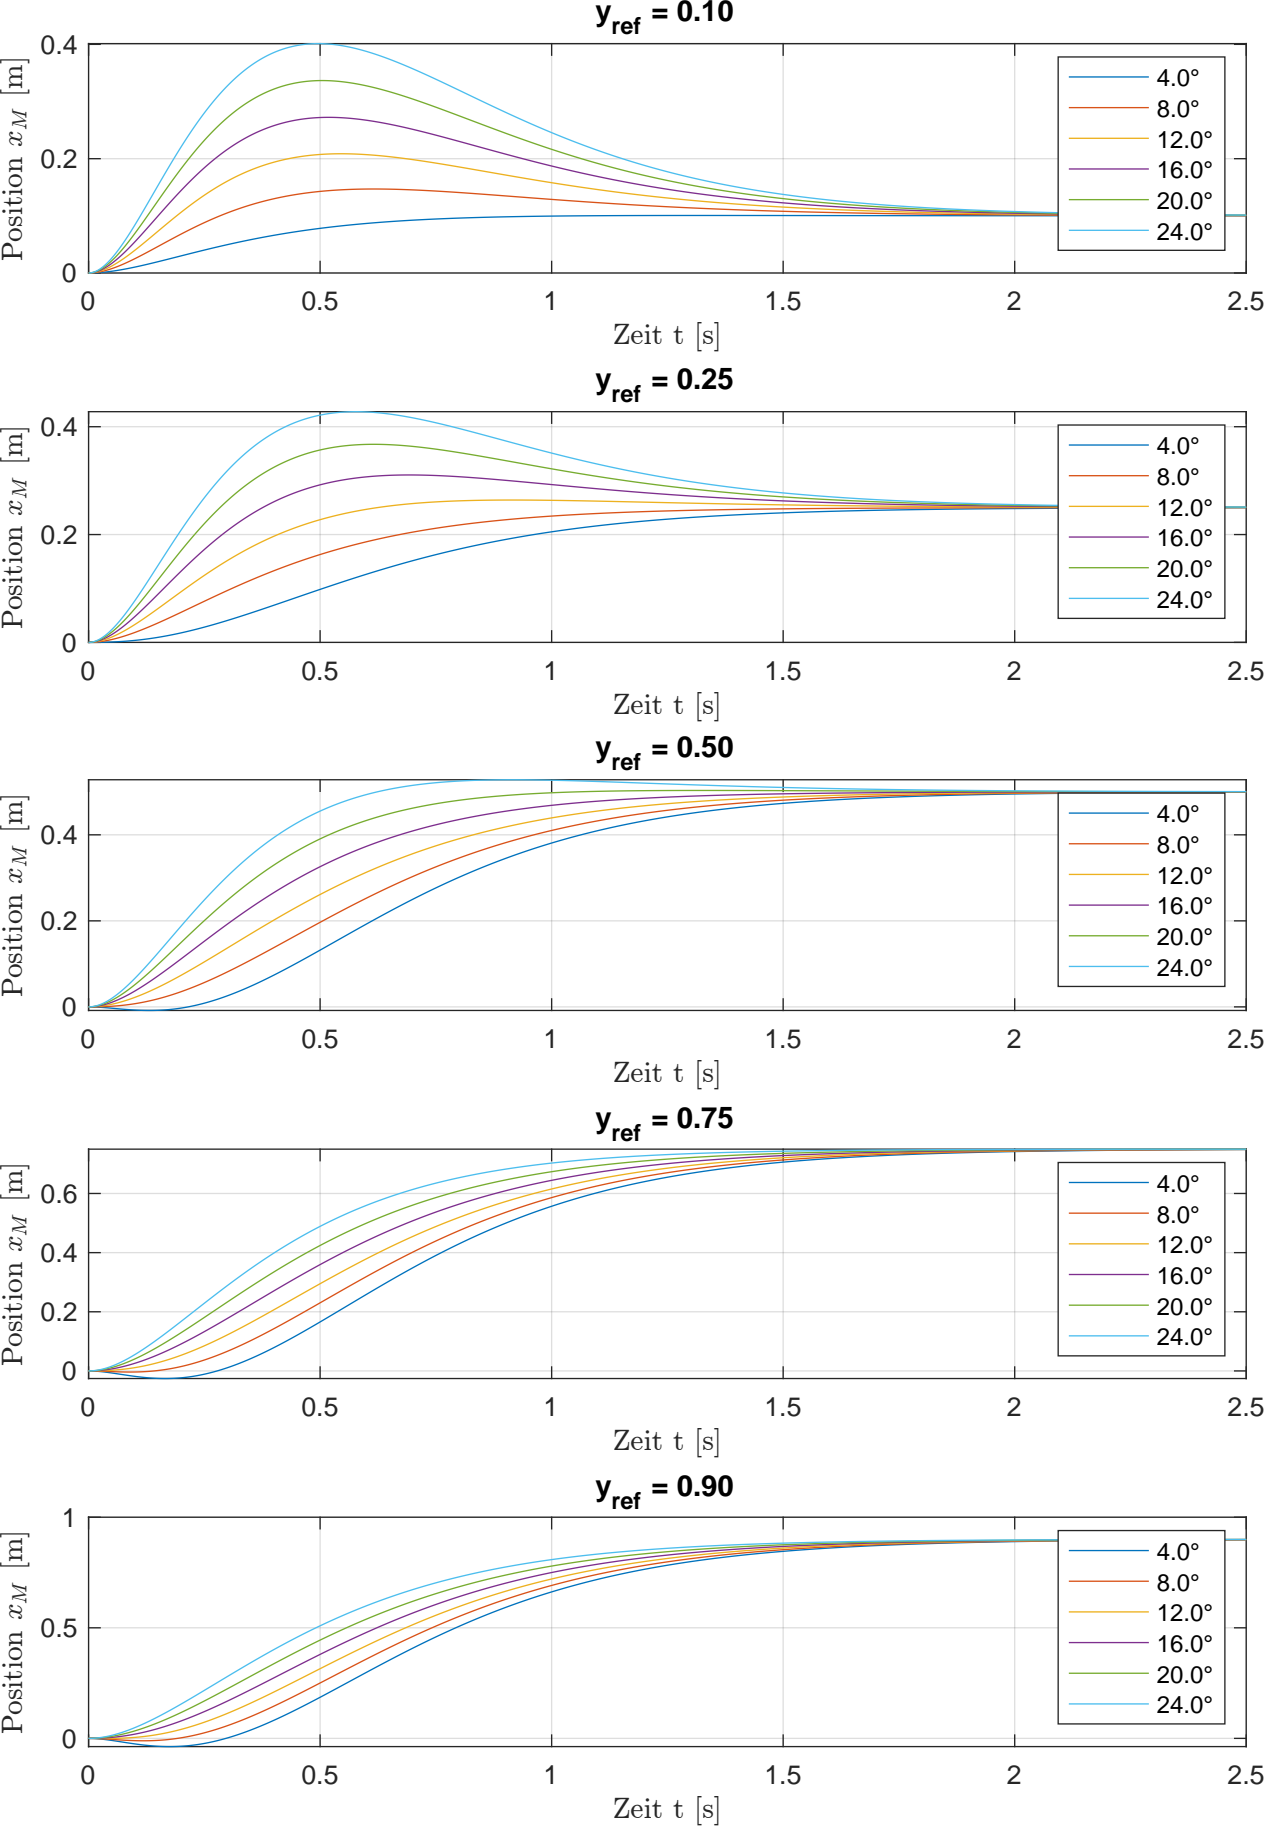 y_ref = 0.10
Position x_M [m]
0.4
0.2
0
4.0°
8.0°
12.0°
16.0°
20.0°
24.0°
0 0.5 1 1.5 2 2.5
Zeit t [s]
y_ref = 0.25
Position x_M [m]
0.4
0.2
0
4.0°
8.0°
12.0°
16.0°
20.0°
24.0°
0 0.5 1 1.5 2 2.5
Zeit t [s]
y_ref = 0.50
Position x_M [m]
0.4
0.2
0
4.0°
8.0°
12.0°
16.0°
20.0°
24.0°
0 0.5 1 1.5 2 2.5
Zeit t [s]
y_ref = 0.75
Position x_M [m]
0.6
0.4
0.2
0
4.0°
8.0°
12.0°
16.0°
20.0°
24.0°
0 0.5 1 1.5 2 2.5
Zeit t [s]
y_ref = 0.90
Position x_M [m]
1
0.5
0
4.0°
8.0°
12.0°
16.0°
20.0°
24.0°
0 0.5 1 1.5 2 2.5
Zeit t [s]